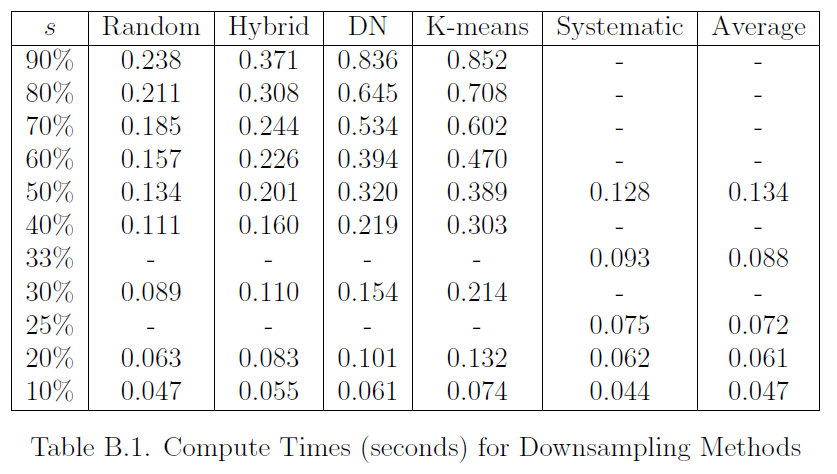 s Random Hybrid DN K-means Systematic Average
90% 0.238 0.371 0.836 0.852 - -
80% 0.211 0.308 0.645 0.708 - -
70% 0.185 0.244 0.534 0.602 - -
60% 0.157 0.226 0.394 0.470 - -
50% 0.134 0.201 0.320 0.389 0.128 0.134
40% 0.111 0.160 0.219 0.303 - -
33% - - - - 0.093 0.088
30% 0.089 0.110 0.154 0.214 - -
25% - - - - 0.075 0.072
20% 0.063 0.083 0.101 0.132 0.062 0.061
10% 0.047 0.055 0.061 0.074 0.044 0.047
Table B.1. Compute Times (seconds) for Downsampling Methods